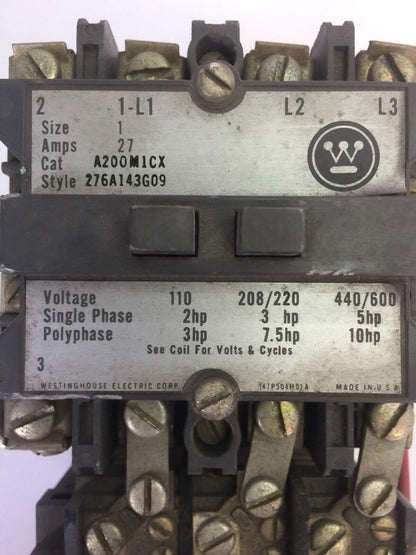 2 1-L1 L2 L3
Size 1
Amps 27
Cat A200M1CX
Style 276A143G09
W
Voltage 110 208/220 440/600
Single Phase 2hp 3 hp 5hp
Polyphase 3hp 7.5hp 10hp
See Coil For Volts & Cycles
3
WESTINGHOUSE ELECTRIC CORP. 147P504H01A MADE IN U.S.A